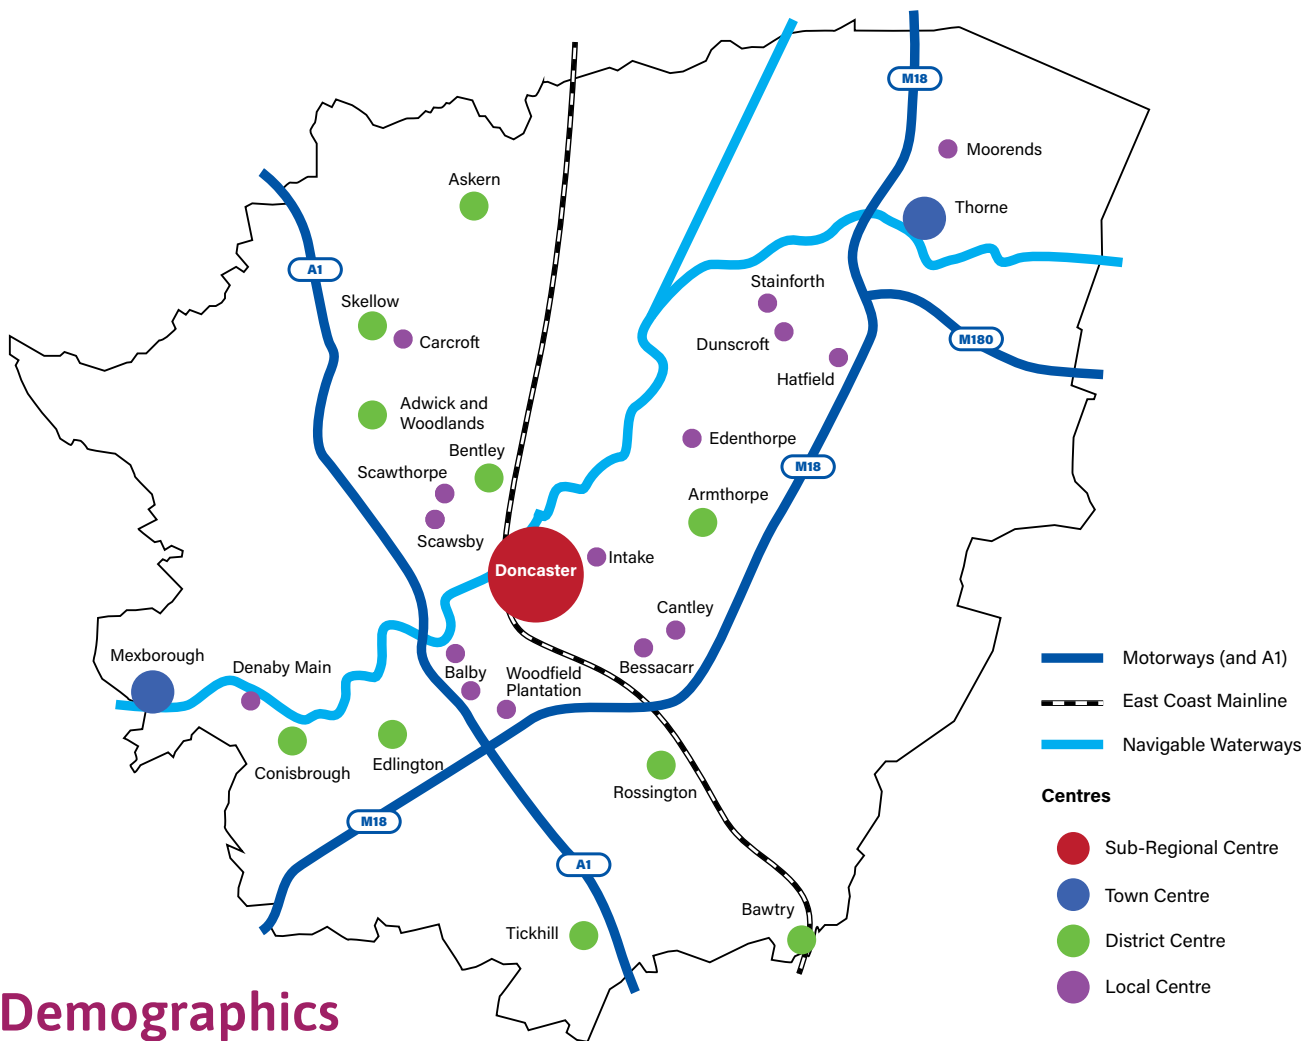 M18
Moorends
Askern
Thorne
A1
Stainforth
Skellow
Carcroft
Dunscroft
M180
Hatfield
Adwick and
Woodlands
Edenthorpe
Bentley
Scawthorpe
M18
Armthorpe
Scawsby
Intake
Doncaster
Cantley
Mexborough
Denaby Main
Bessacarr
Balby
Woodfield
Plantation
Conisbrough
Edlington
Rossington
M18
A1
Bawtry
Tickhill
Motorways (and A1)
East Coast Mainline
Navigable Waterways
Centres
Sub-Regional Centre
Town Centre
District Centre
Local Centre
Demographics